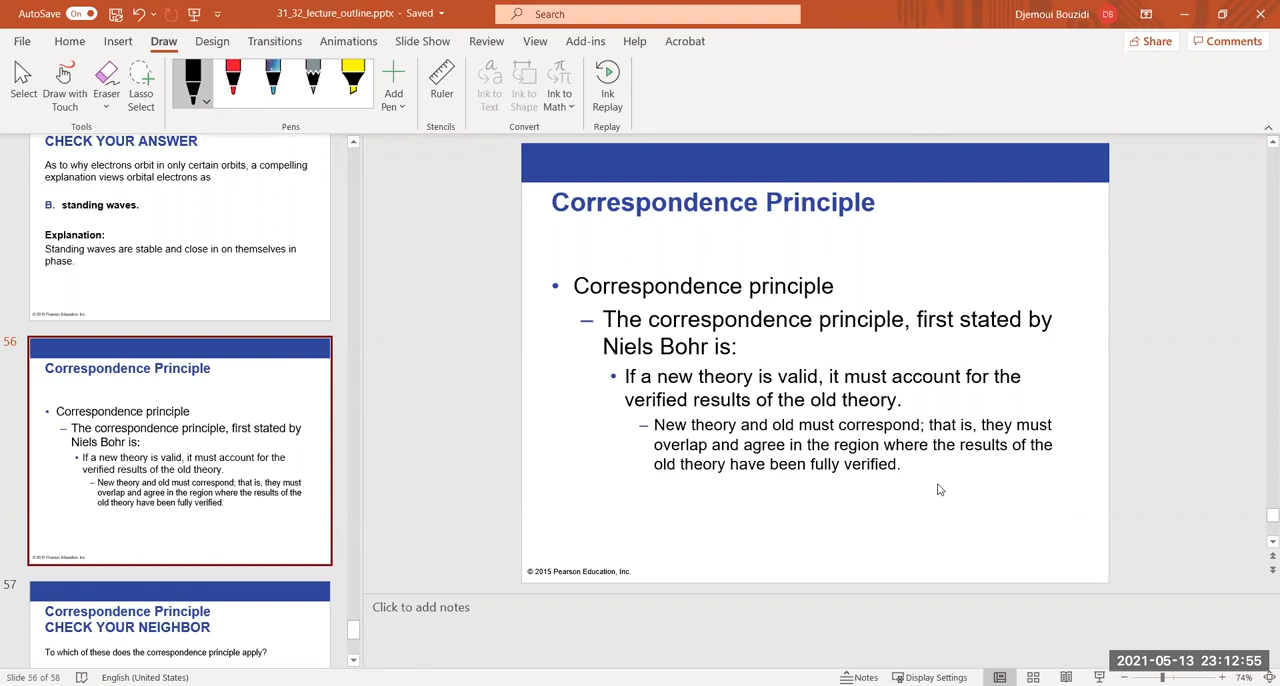 AutoSave On 31_32_lecture_outline.pptx - Saved Search Djemoui Bouzidi DB
File Home Insert Draw Design Transitions Animations Slide Show Review View Add-ins Help Acrobat Share Comments
Select Draw with Touch Eraser Lasso Select Add Pen Ruler Ink to Text Ink to Shape Ink to Math Ink Replay
Tools Pens Stencils Convert Replay
CHECK YOUR ANSWER
As to why electrons orbit in only certain orbits, a compelling
explanation views orbital electrons as
B. standing waves.
Explanation:
Standing waves are stable and close in on themselves in
phase.
© 2015 Pearson Education, Inc.
56
Correspondence Principle
• Correspondence principle
– The correspondence principle, first stated by
Niels Bohr is:
• If a new theory is valid, it must account for the
verified results of the old theory.
– New theory and old must correspond; that is, they must
overlap and agree in the region where the results of the
old theory have been fully verified.
© 2015 Pearson Education, Inc.
57
Correspondence Principle
CHECK YOUR NEIGHBOR
To which of these does the correspondence principle apply?
Correspondence Principle
• Correspondence principle
– The correspondence principle, first stated by
Niels Bohr is:
• If a new theory is valid, it must account for the
verified results of the old theory.
– New theory and old must correspond; that is, they must
overlap and agree in the region where the results of the
old theory have been fully verified.
© 2015 Pearson Education, Inc.
Click to add notes
2021-05-13 23:12:55
Slide 56 of 58 English (United States) Notes Display Settings 74%